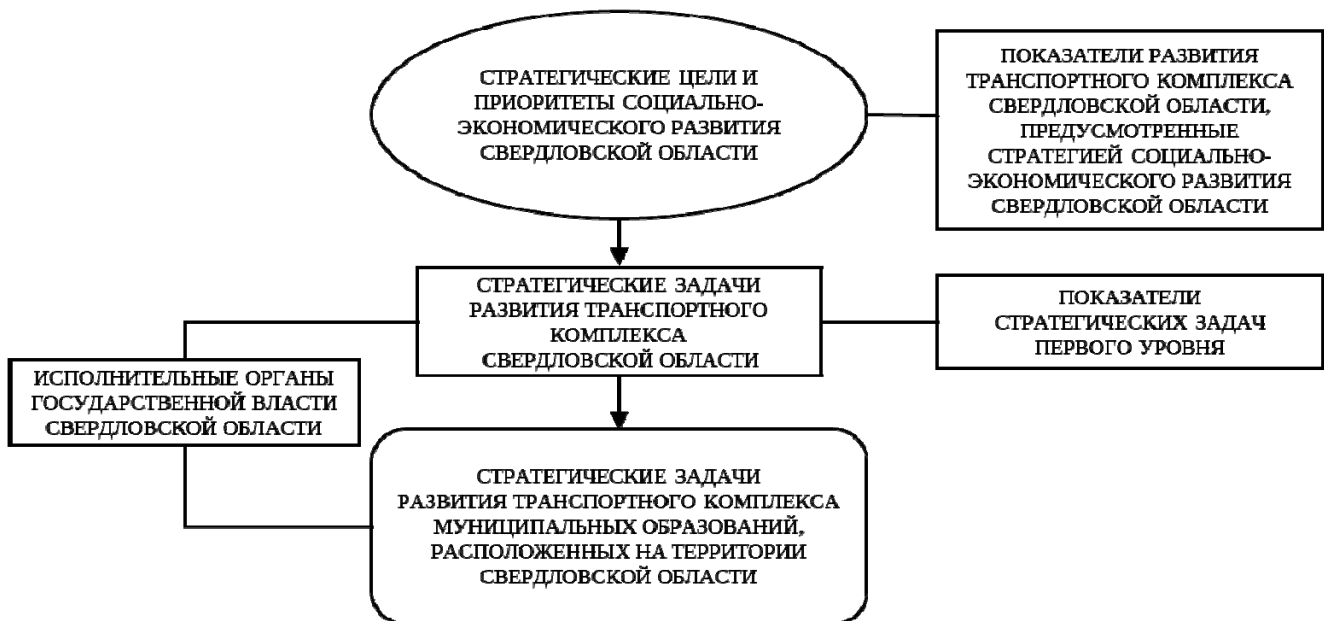 СТРАТЕГИЧЕСКИЕ ЦЕЛИ И
ПРИОРИТЕТЫ СОЦИАЛЬНО-
ЭКОНОМИЧЕСКОГО РАЗВИТИЯ
СВЕРДЛОВСКОЙ ОБЛАСТИ
ПОКАЗАТЕЛИ РАЗВИТИЯ
ТРАНСПОРТНОГО КОМПЛЕКСА
СВЕРДЛОВСКОЙ ОБЛАСТИ,
ПРЕДУСМОТРЕННЫЕ
СТРАТЕГИЕЙ СОЦИАЛЬНО-
ЭКОНОМИЧЕСКОГО РАЗВИТИЯ
СВЕРДЛОВСКОЙ ОБЛАСТИ
СТРАТЕГИЧЕСКИЕ ЗАДАЧИ
РАЗВИТИЯ ТРАНСПОРТНОГО
КОМПЛЕКСА
СВЕРДЛОВСКОЙ ОБЛАСТИ
ПОКАЗАТЕЛИ
СТРАТЕГИЧЕСКИХ ЗАДАЧ
ПЕРВОГО УРОВНЯ
ИСПОЛНИТЕЛЬНЫЕ ОРГАНЫ
ГОСУДАРСТВЕННОЙ ВЛАСТИ
СВЕРДЛОВСКОЙ ОБЛАСТИ
СТРАТЕГИЧЕСКИЕ ЗАДАЧИ
РАЗВИТИЯ ТРАНСПОРТНОГО КОМПЛЕКСА
МУНИЦИПАЛЬНЫХ ОБРАЗОВАНИЙ,
РАСПОЛОЖЕННЫХ НА ТЕРРИТОРИИ
СВЕРДЛОВСКОЙ ОБЛАСТИ